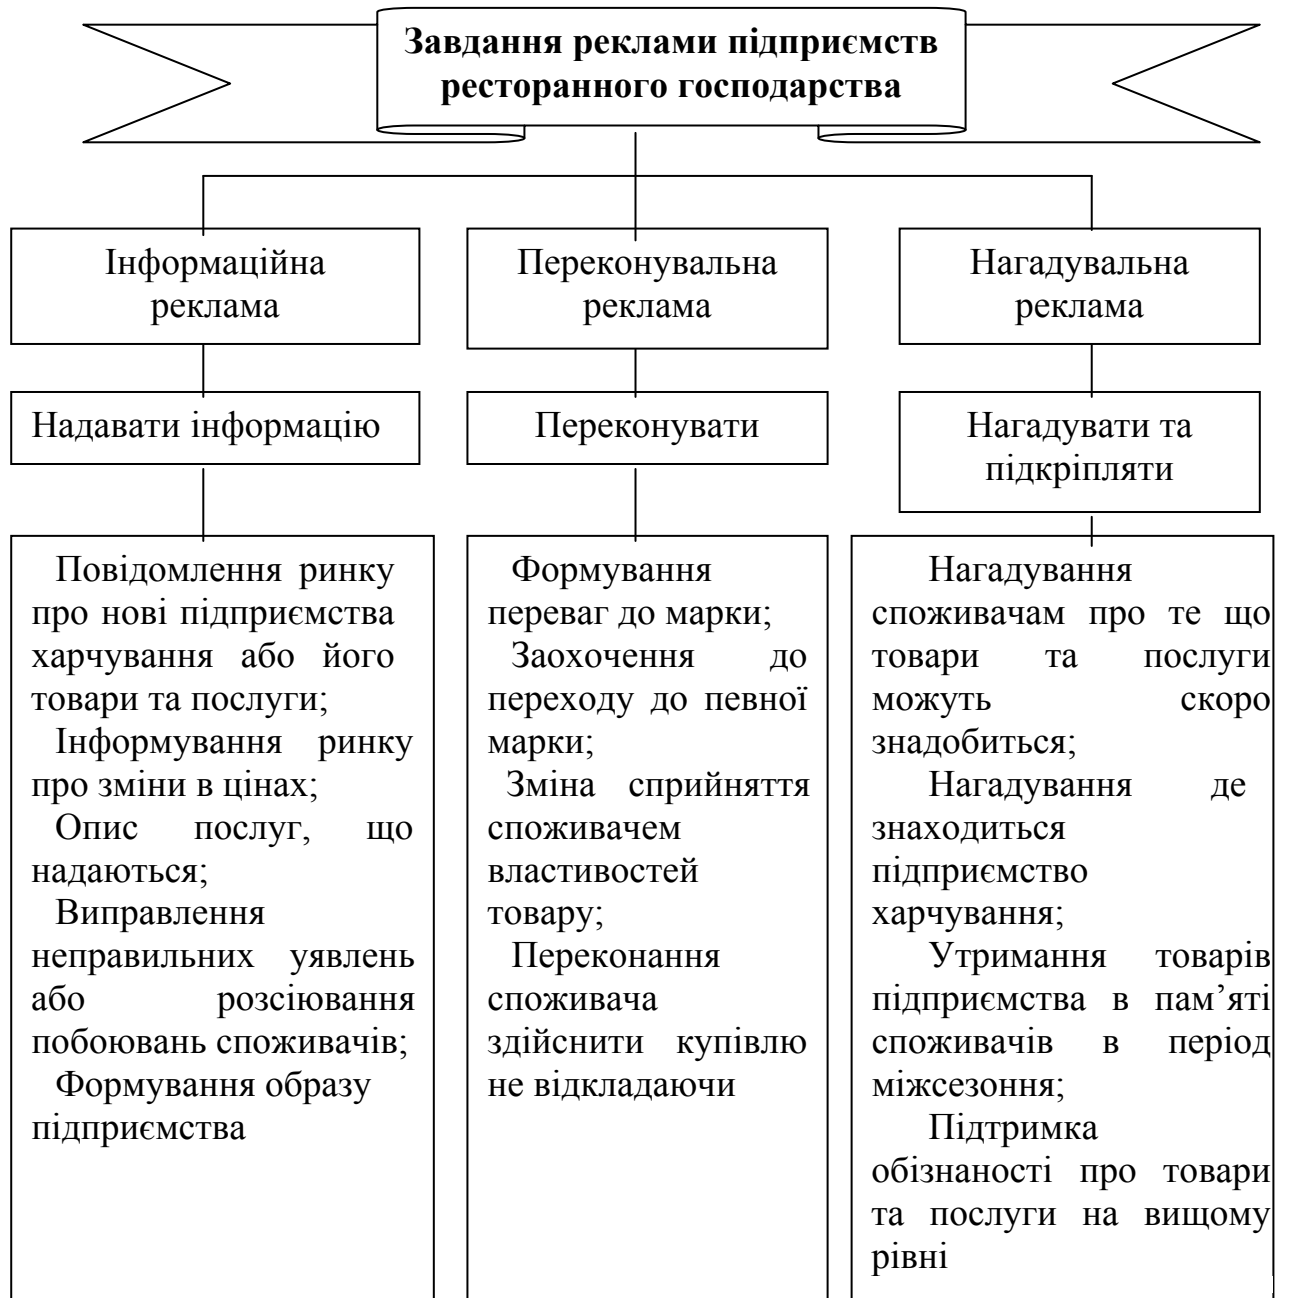 Завдання реклами підприємств
ресторанного господарства
Інформаційна
реклама
Переконувальна
реклама
Нагадувальна
реклама
Надавати інформацію
Переконувати
Нагадувати та
підкріпляти
Повідомлення ринку
про нові підприємства
харчування або його
товари та послуги;
Інформування ринку
про зміни в цінах;
Опис послуг, що
надаються;
Виправлення
неправильних уявлень
або розсіювання
побоювань споживачів;
Формування образу
підприємства
Формування
переваг до марки;
Заохочення до
переходу до певної
марки;
Зміна сприйняття
споживачем
властивостей
товару;
Переконання
споживача
здійснити купівлю
не відкладаючи
Нагадування
споживачам про те що
товари та послуги
можуть скоро
знадобиться;
Нагадування де
знаходиться
підприємство
харчування;
Утримання товарів
підприємства в пам’яті
споживачів в період
міжсезоння;
Підтримка
обізнаності про товари
та послуги на вищому
рівні